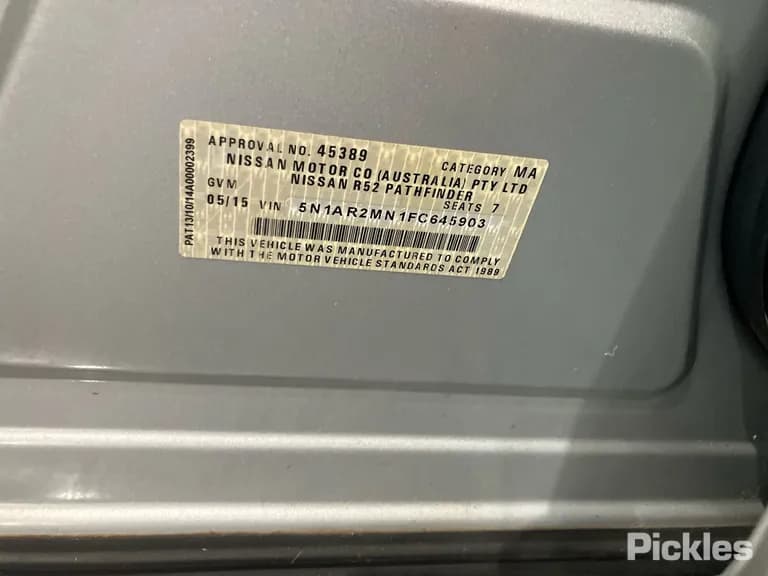 APPROVAL NO. 45389 CATEGORY MA
NISSAN MOTOR CO (AUSTRALIA) PTY LTD
NISSAN R52 PATHFINDER
GVM SEATS 7
05/15 VIN 5N1AR2MN1FC645903
THIS VEHICLE WAS MANUFACTURED TO COMPLY
WITH THE MOTOR VEHICLE STANDARDS ACT 1989
PAT13/10/14A00002399
Pickles